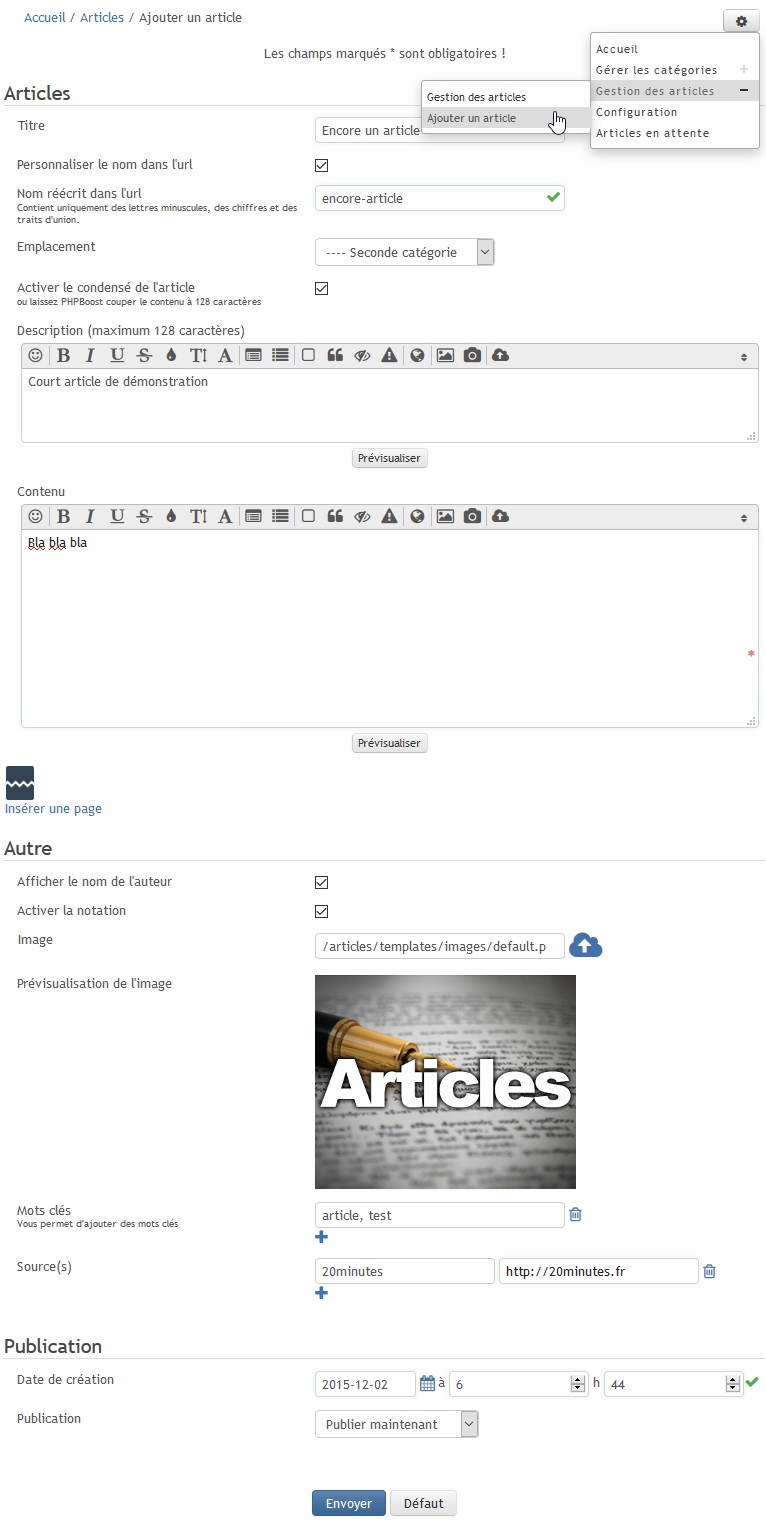 Accueil / Articles / Ajouter un article
Les champs marqués * sont obligatoires !
Accueil
Gérer les catégories +
Gestion des articles −
Configuration
Articles en attente
Gestion des articles
Ajouter un article
Articles
Titre
Encore un article
Personnaliser le nom dans l'url
Nom réécrit dans l'url
Contient uniquement des lettres minuscules, des chiffres et des
traits d'union.
encore-article
Emplacement
---- Seconde catégorie
Activer le condensé de l'article
ou laissez PHPBoost couper le contenu à 128 caractères
Description (maximum 128 caractères)
B I U S T A
Court article de démonstration
Prévisualiser
Contenu
B I U S T A
Bla bla bla
*
Prévisualiser
Insérer une page
Autre
Afficher le nom de l'auteur
Activer la notation
Image
/articles/templates/images/default.p
Prévisualisation de l'image
Articles
Mots clés
Vous permet d'ajouter des mots clés
article, test
Source(s)
20minutes http://20minutes.fr
Publication
Date de création
2015-12-02 à 6 h 44
Publication
Publier maintenant
Envoyer Défaut